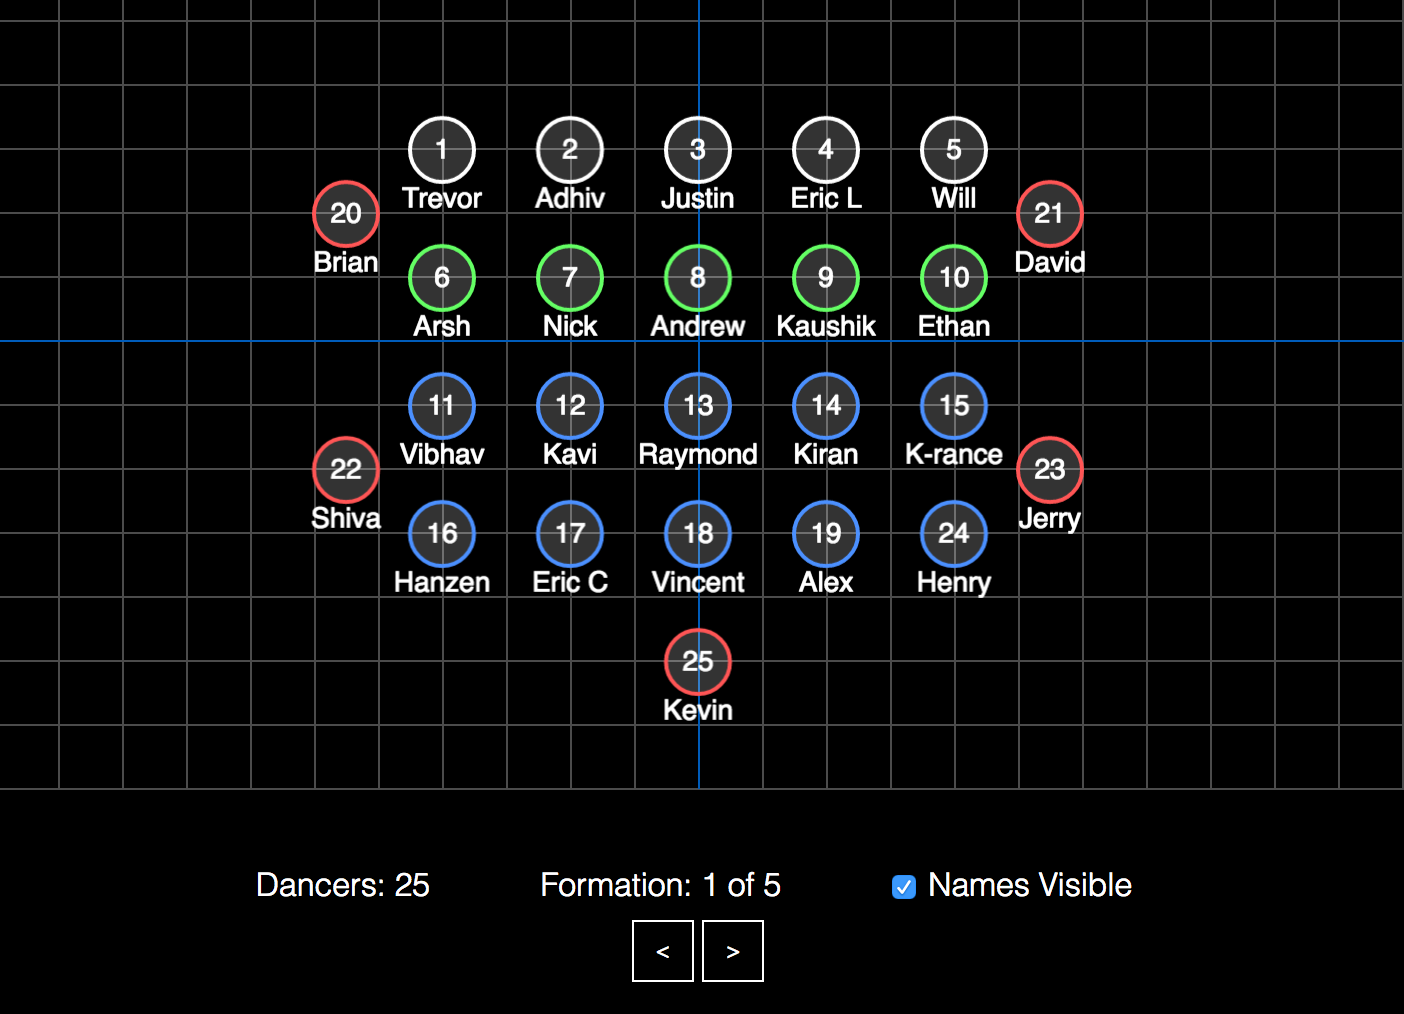 1 2 3 4 5
Trevor Adhiv Justin Eric L Will
20 21
Brian David
6 7 8 9 10
Arsh Nick Andrew Kaushik Ethan
11 12 13 14 15
Vibhav Kavi Raymond Kiran K-rance
22 23
Shiva Jerry
16 17 18 19 24
Hanzen Eric C Vincent Alex Henry
25
Kevin
Dancers: 25 Formation: 1 of 5 Names Visible
< >